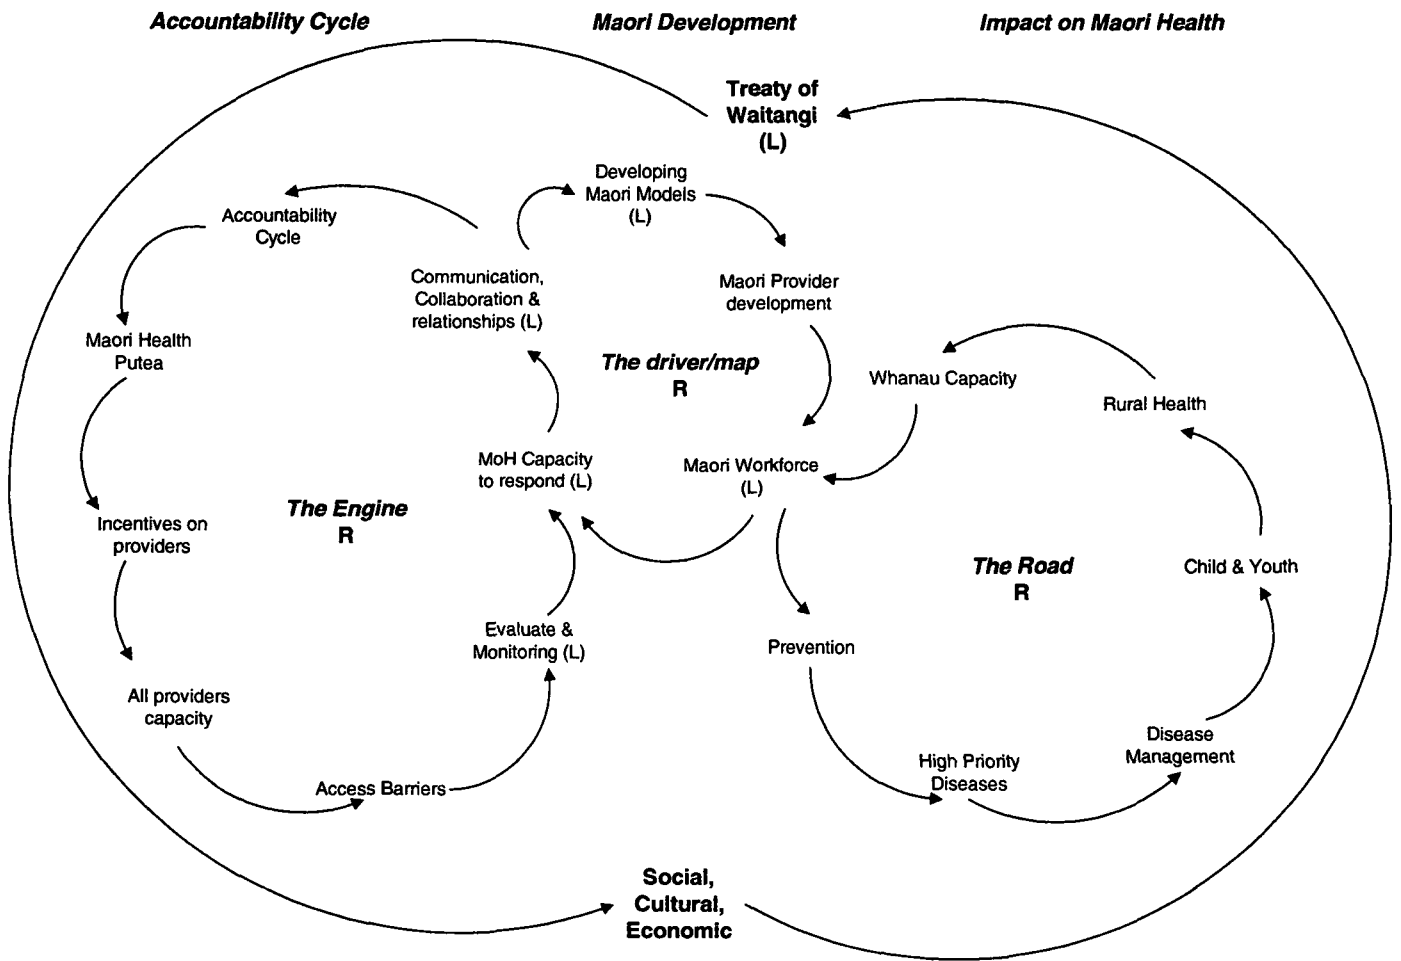 Accountability Cycle
Maori Development
Impact on Maori Health
Treaty of
Waitangi
(L)
Developing
Maori Models
(L)
Accountability
Cycle
Communication,
Collaboration &
relationships (L)
Maori Provider
development
Maori Health
Putea
The driver/map
R
Whanau Capacity
Rural Health
MoH Capacity
to respond (L)
Maori Workforce
(L)
The Engine
R
Incentives on
providers
The Road
R
Child & Youth
Evaluate &
Monitoring (L)
Prevention
All providers
capacity
Disease
Management
High Priority
Diseases
Access Barriers
Social,
Cultural,
Economic